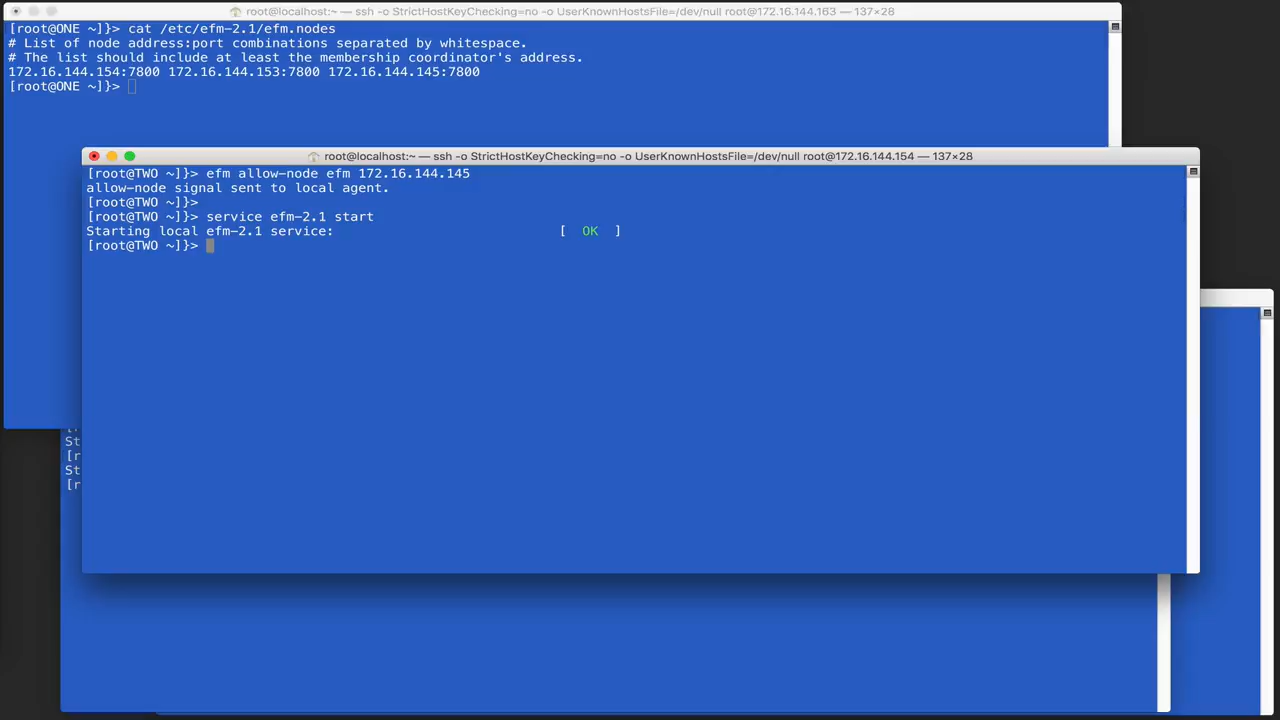 root@localhost:~ — ssh -o StrictHostKeyChecking=no -o UserKnownHostsFile=/dev/null root@172.16.144.163 — 137×28
[root@ONE ~]}> cat /etc/efm-2.1/efm.nodes
# List of node address:port combinations separated by whitespace.
# The list should include at least the membership coordinator's address.
172.16.144.154:7800 172.16.144.153:7800 172.16.144.145:7800
[root@ONE ~]}>
root@localhost:~ — ssh -o StrictHostKeyChecking=no -o UserKnownHostsFile=/dev/null root@172.16.144.154 — 137×28
[root@TWO ~]}> efm allow-node efm 172.16.144.145
allow-node signal sent to local agent.
[root@TWO ~]}>
[root@TWO ~]}> service efm-2.1 start
Starting local efm-2.1 service: [ OK ]
[root@TWO ~]}>
St
[r
St
[r